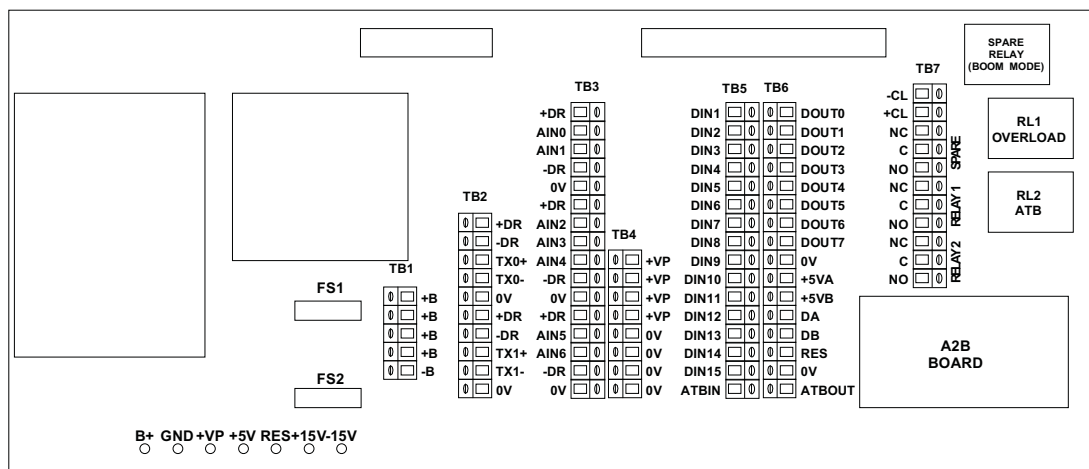 SPARE
RELAY
(BOOM MODE)
TB7
-CL
+CL
NC
C
NO
NC
C
NO
NC
C
NO
SPARE
RELAY 1
RELAY 2
RL1
OVERLOAD
RL2
ATB
A2B
BOARD
TB3
+DR
AIN0
AIN1
-DR
0V
+DR
AIN2
AIN3
AIN4
-DR
0V
+DR
AIN5
AIN6
-DR
0V
TB5
DIN1
DIN2
DIN3
DIN4
DIN5
DIN6
DIN7
DIN8
DIN9
DIN10
DIN11
DIN12
DIN13
DIN14
DIN15
ATBIN
TB6
DOUT0
DOUT1
DOUT2
DOUT3
DOUT4
DOUT5
DOUT6
DOUT7
0V
+5VA
+5VB
DA
DB
RES
0V
ATBOUT
TB2
+DR
-DR
TX0+
TX0-
0V
+DR
-DR
TX1+
TX1-
0V
TB4
+VP
+VP
+VP
+VP
0V
0V
0V
0V
TB1
+B
+B
+B
+B
-B
FS1
FS2
B+ GND +VP +5V RES +15V -15V